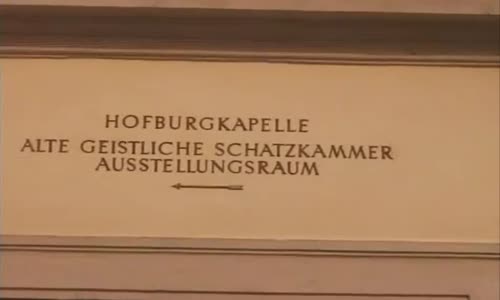 HOFBURGKAPELLE
ALTE GEISTLICHE SCHATZKAMMER
AUSSTELLUNGSRAUM